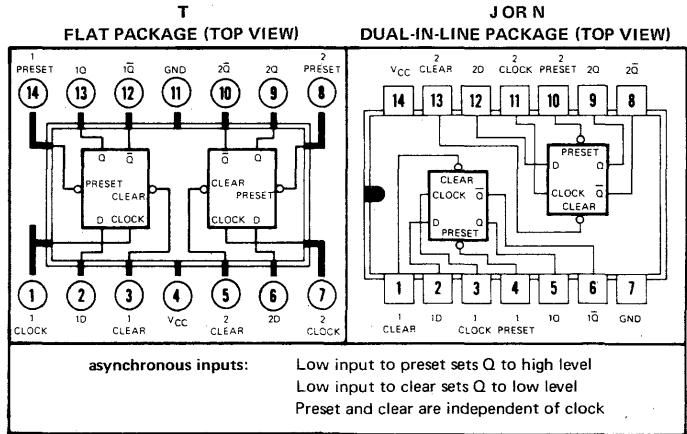 T
FLAT PACKAGE (TOP VIEW)
1
PRESET 1Q 1Q̅ GND 2Q̅ 2Q 2
PRESET
14 13 12 11 10 9 8
Q Q̅ Q̅ Q
PRESET CLEAR CLEAR PRESET
D CLOCK CLOCK D
1 2 3 4 5 6 7
1
CLOCK 1D 1
CLEAR VCC 2
CLEAR 2D 2
CLOCK
J OR N
DUAL-IN-LINE PACKAGE (TOP VIEW)
2 2 2
VCC CLEAR 2D CLOCK PRESET 2Q 2Q̅
14 13 12 11 10 9 8
PRESET
D Q
CLOCK Q̅
CLEAR
CLEAR
CLOCK Q̅
D Q
PRESET
1 2 3 4 5 6 7
1 1D 1 1 1Q 1Q̅ GND
CLEAR CLOCK PRESET
asynchronous inputs: Low input to preset sets Q to high level
Low input to clear sets Q to low level
Preset and clear are independent of clock